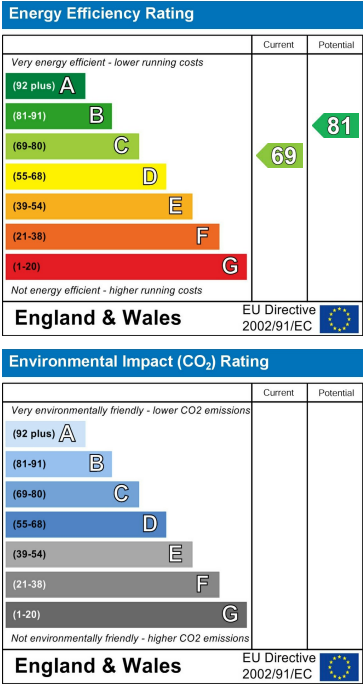 Energy Efficiency Rating
Current Potential
Very energy efficient - lower running costs
(92 plus) A
(81-91) B
(69-80) C
(55-68) D
(39-54) E
(21-38) F
(1-20) G
69
81
Not energy efficient - higher running costs
England & Wales
EU Directive
2002/91/EC
Environmental Impact (CO₂) Rating
Current Potential
Very environmentally friendly - lower CO2 emissions
(92 plus) A
(81-91) B
(69-80) C
(55-68) D
(39-54) E
(21-38) F
(1-20) G
Not environmentally friendly - higher CO2 emissions
England & Wales
EU Directive
2002/91/EC